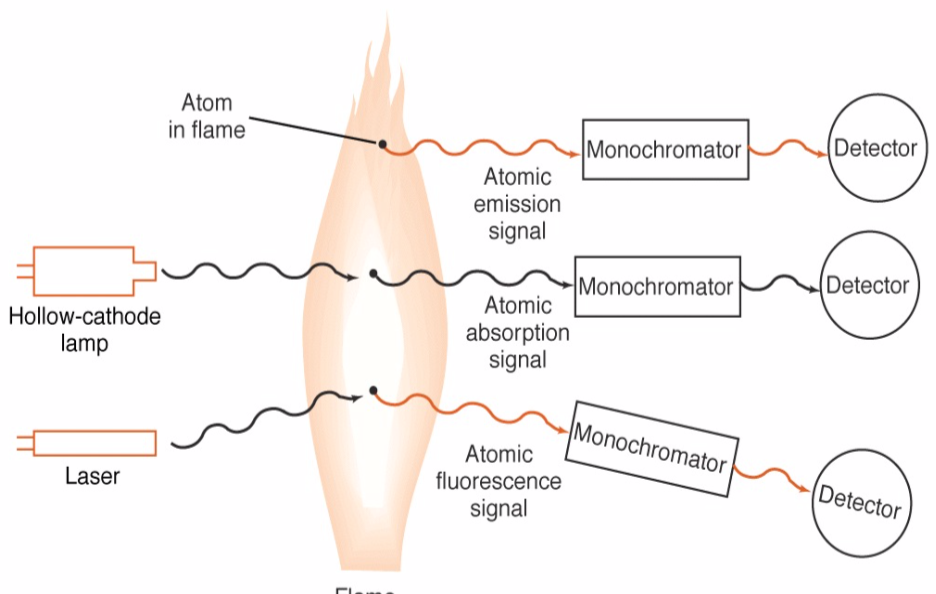 Atom
in flame
Monochromator
Detector
Atomic
emission
signal
Hollow-cathode
lamp
Monochromator
Detector
Atomic
absorption
signal
Laser
Monochromator
Detector
Atomic
fluorescence
signal
Flame